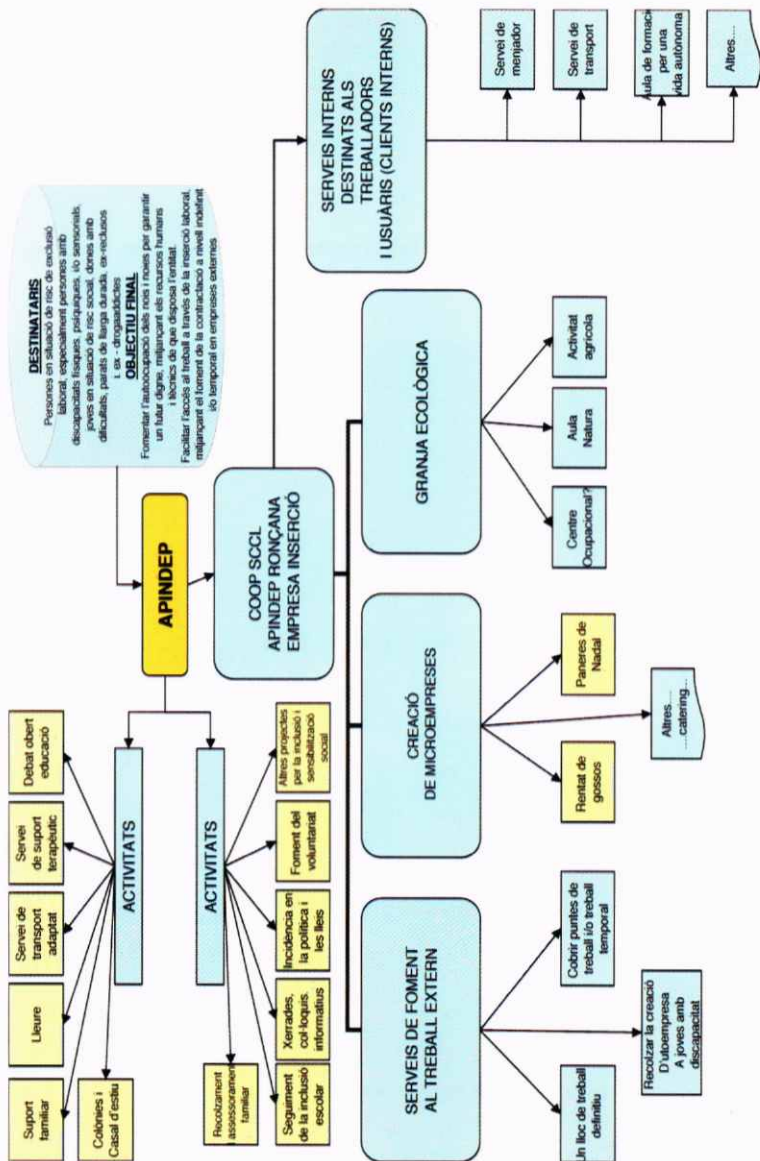 DESTINATARIS
Persones en situació de risc de exclusió
laboral, especialment persones amb
discapacitats físiques, psíquiques, i/o sensorials,
joves en situació de risc social, dones amb
dificultats, parats de llarga durada, ex-reclusos
i. ex - drogaaddictes
OBJECTIU FINAL
Fomentar l'autoocupació dels nois i noies per garantir
un futur digne, mitjançant els recursos humans
i tècnics de que disposa l'entitat.
Facilitar l'accés al treball a través de la inserció laboral,
mitjançant el foment de la contractació a nivell indefinit
i/o temporal en empreses externes
APINDEP
Suport
familiar
Lleure
Servei de
transport
adaptat
Servei
de suport
terapèutic
Debat obert
educació
Colònies i
Casal d'estiu
ACTIVITATS
ACTIVITATS
Recolzament
i assessorament
familiar
Seguiment
de la inclusió
escolar
Xerrades,
col·loquis.
informatius
Incidència en
la política i
les lleis
Foment del
voluntariat
Altres projectes
per la inclusió i
sensibilització
social
COOP SCCL
APINDEP RONÇANA
EMPRESA INSERCIÓ
SERVEIS DE FOMENT
AL TREBALL EXTERN
Un lloc de treball
definitiu
Recolzar la creació
D'utoempresa
A joves amb
discapacitat
Cobrir puntes de
treball i/o treball
temporal
CREACIÓ
DE MICROEMPRESES
Rentat de
gossos
Altres....
....catering...
Paneres de
Nadal
GRANJA ECOLÒGICA
Centre
Ocupacional?
Aula
Natura
Activitat
agrícola
SERVEIS INTERNS
DESTINATS ALS
TREBALLADORS
I USUÀRIS (CLIENTS INTERNS)
Servei de
menjador
Servei de
transport
Aula de formació
per una
vida autònoma
Altres....